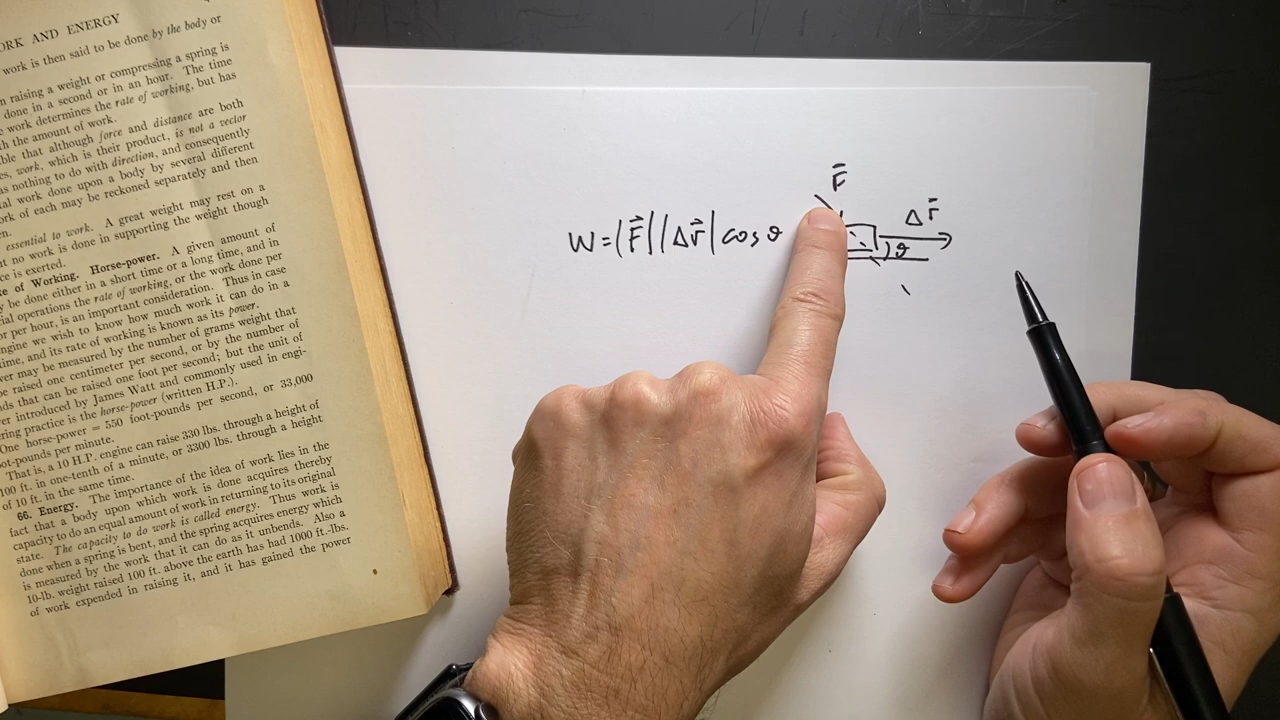 ORK AND ENERGY
work is then said to be done by the body or
n raising a weight or compressing a spring is
done in a second or in an hour. The time
work determines the rate of working, but has
h the amount of work.
ble that although force and distance are both
es, work, which is their product, is not a vector
as nothing to do with direction, and consequently
al work done upon a body by several different
ork of each may be reckoned separately and then
en.
essential to work. A great weight may rest on a
t no work is done in supporting the weight though
ce is exerted.
e of Working. Horse-power. A given amount of
y be done either in a short time or a long time, and in
ial operations the rate of working, or the work done per
or per hour, is an important consideration. Thus in case
ngine we wish to know how much work it can do in a
time, and its rate of working is known as its power.
wer may be measured by the number of grams weight that
be raised one centimeter per second, or by the number of
nds that can be raised one foot per second; but the unit of
er introduced by James Watt and commonly used in engi-
ering practice is the horse-power (written H.P.).
One horse-power = 550 foot-pounds per second, or 33,000
oot-pounds per minute.
That is, a 10 H.P. engine can raise 330 lbs. through a height of
100 ft. in one-tenth of a minute, or 3300 lbs. through a height
of 10 ft. in the same time.
66. Energy. The importance of the idea of work lies in the
fact that a body upon which work is done acquires thereby
capacity to do an equal amount of work in returning to its original
state. The capacity to do work is called energy. Thus work is
done when a spring is bent, and the spring acquires energy which
is measured by the work that it can do as it unbends. Also a
10-lb. weight raised 100 ft. above the earth has had 1000 ft.-lbs.
of work expended in raising it, and it has gained the power
F̄
Δr̄
W=|F⃗||Δr⃗|cosθ
θ